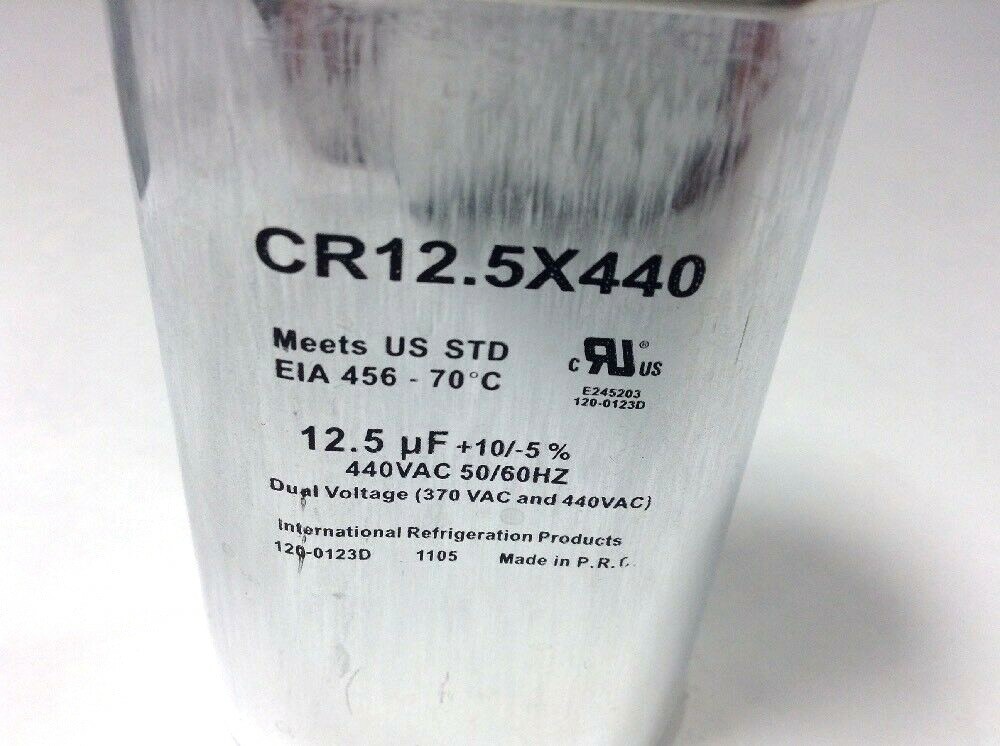 CR12.5X440
Meets US STD
EIA 456 - 70°C
c RU ® US
E245203
120-0123D
12.5 µF +10/-5 %
440VAC 50/60HZ
Dual Voltage (370 VAC and 440VAC)
International Refrigeration Products
120-0123D 1105 Made in P.R.C.